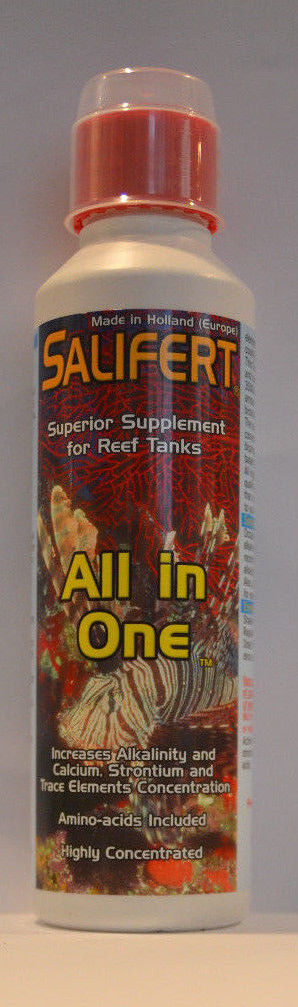 Made in Holland (Europe)
SALIFERT®
Superior Supplement
for Reef Tanks
All in
One™
Increases Alkalinity and
Calcium, Strontium and
Trace Elements Concentration
Amino-acids Included
Highly Concentrated